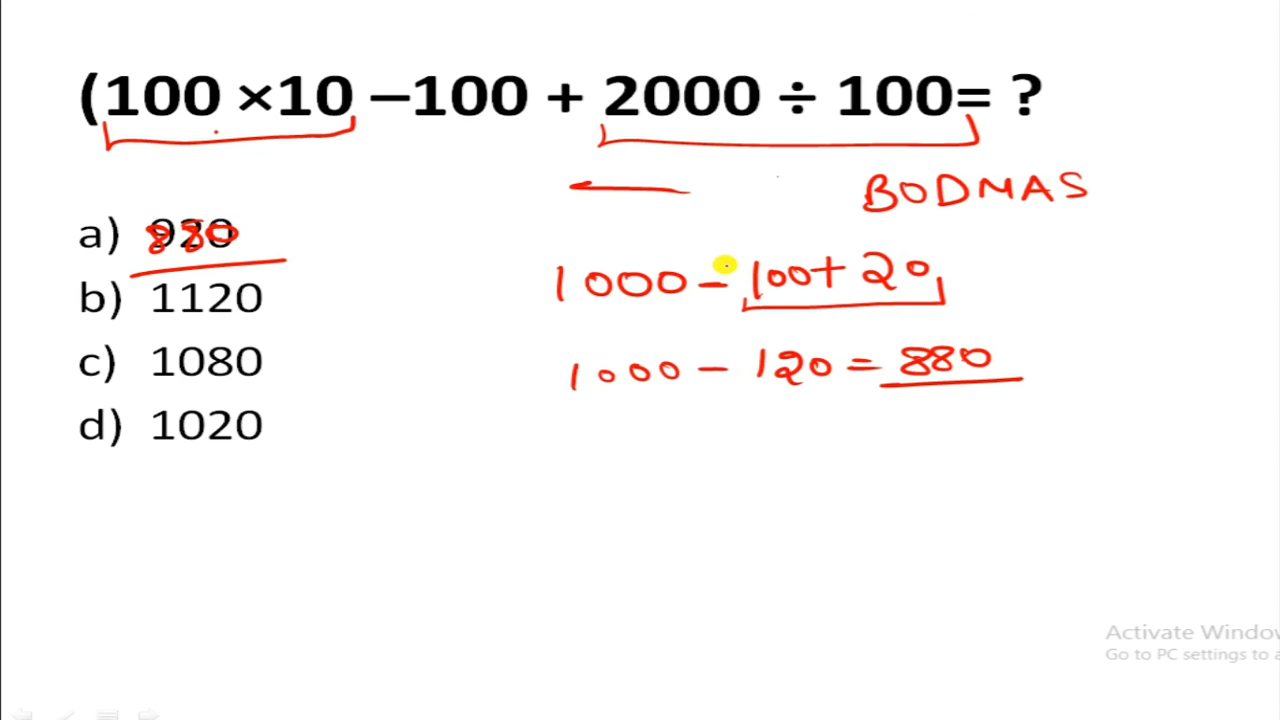 (100 ×10 –100 + 2000 ÷ 100= ?
BODMAS
a) 880
1000 - 100 + 20
b) 1120
c) 1080
1000 - 120 = 880
d) 1020
Activate Window
Go to PC settings to a